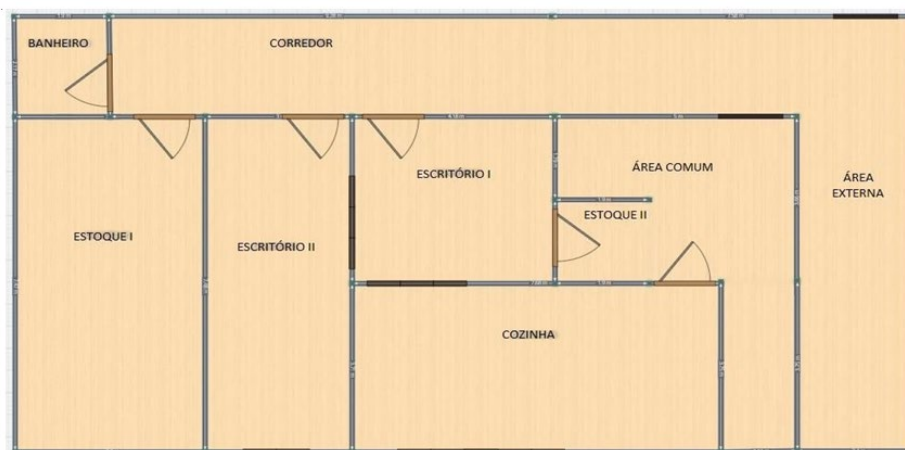 BANHEIRO
CORREDOR
ESCRITÓRIO I
ÁREA COMUM
ÁREA
EXTERNA
ESTOQUE II
ESTOQUE I
ESCRITÓRIO II
COZINHA